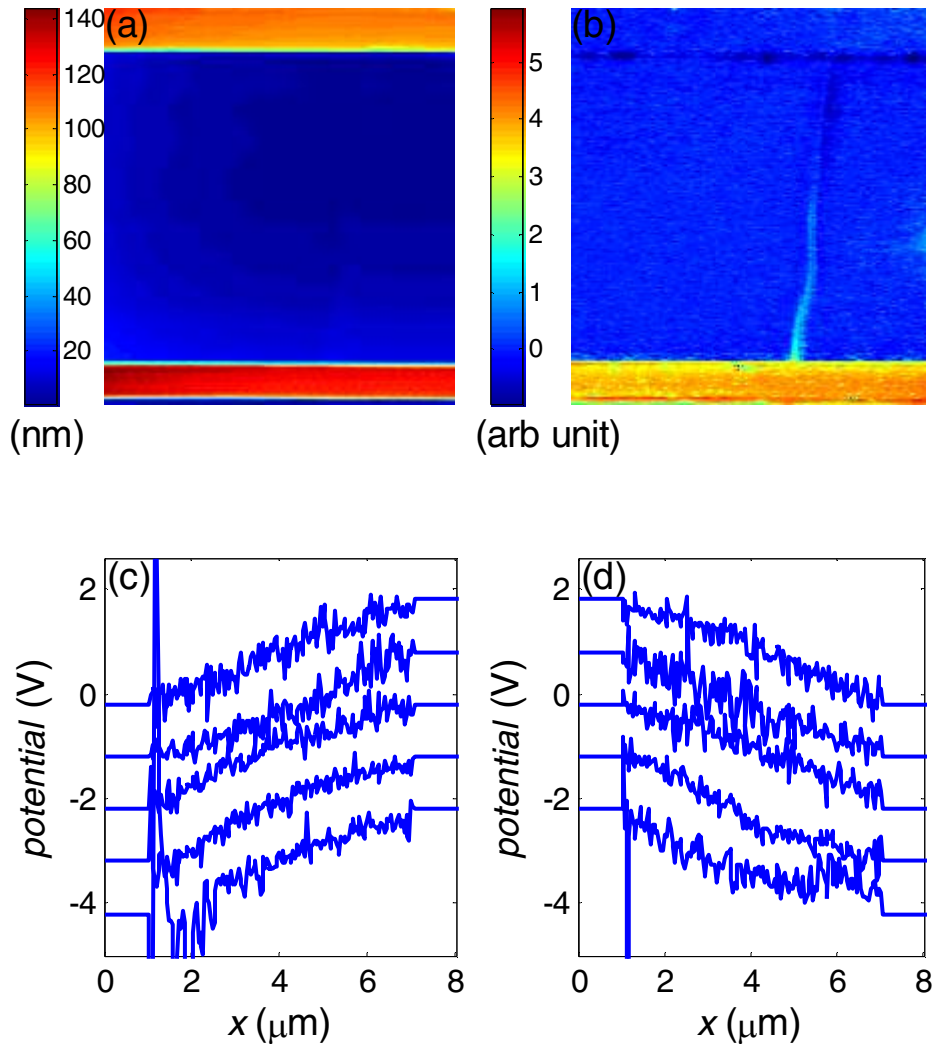 140
120
100
80
60
40
20
(nm)
(a)
5
4
3
2
1
0
(arb unit)
(b)
(c)
2
0
-2
-4
potential (V)
0 2 4 6 8
x (μm)
(d)
2
0
-2
-4
potential (V)
0 2 4 6 8
x (μm)